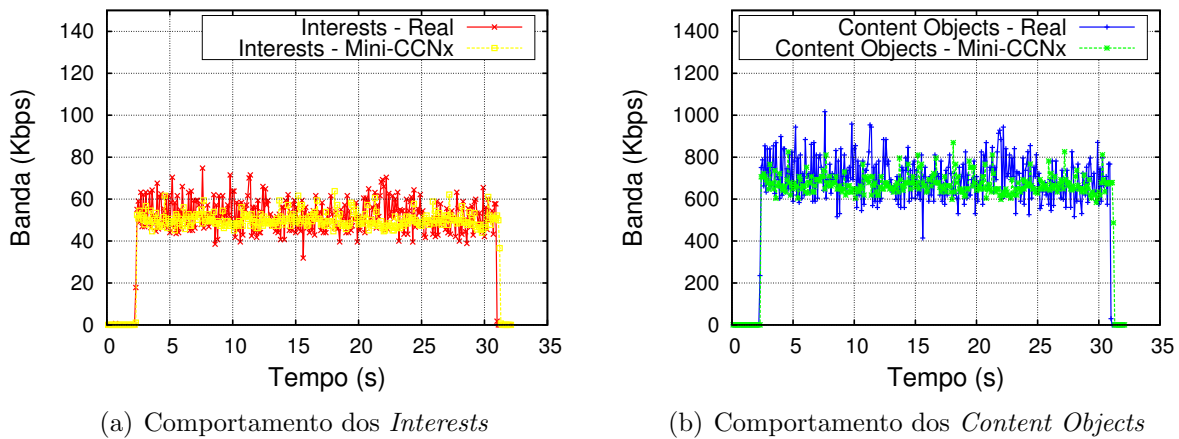 Interests - Real
Interests - Mini-CCNx
Banda (Kbps)
140
120
100
80
60
40
20
0
0 5 10 15 20 25 30 35
Tempo (s)
(a) Comportamento dos Interests
Content Objects - Real
Content Objects - Mini-CCNx
Banda (Kbps)
1400
1200
1000
800
600
400
200
0
0 5 10 15 20 25 30 35
Tempo (s)
(b) Comportamento dos Content Objects